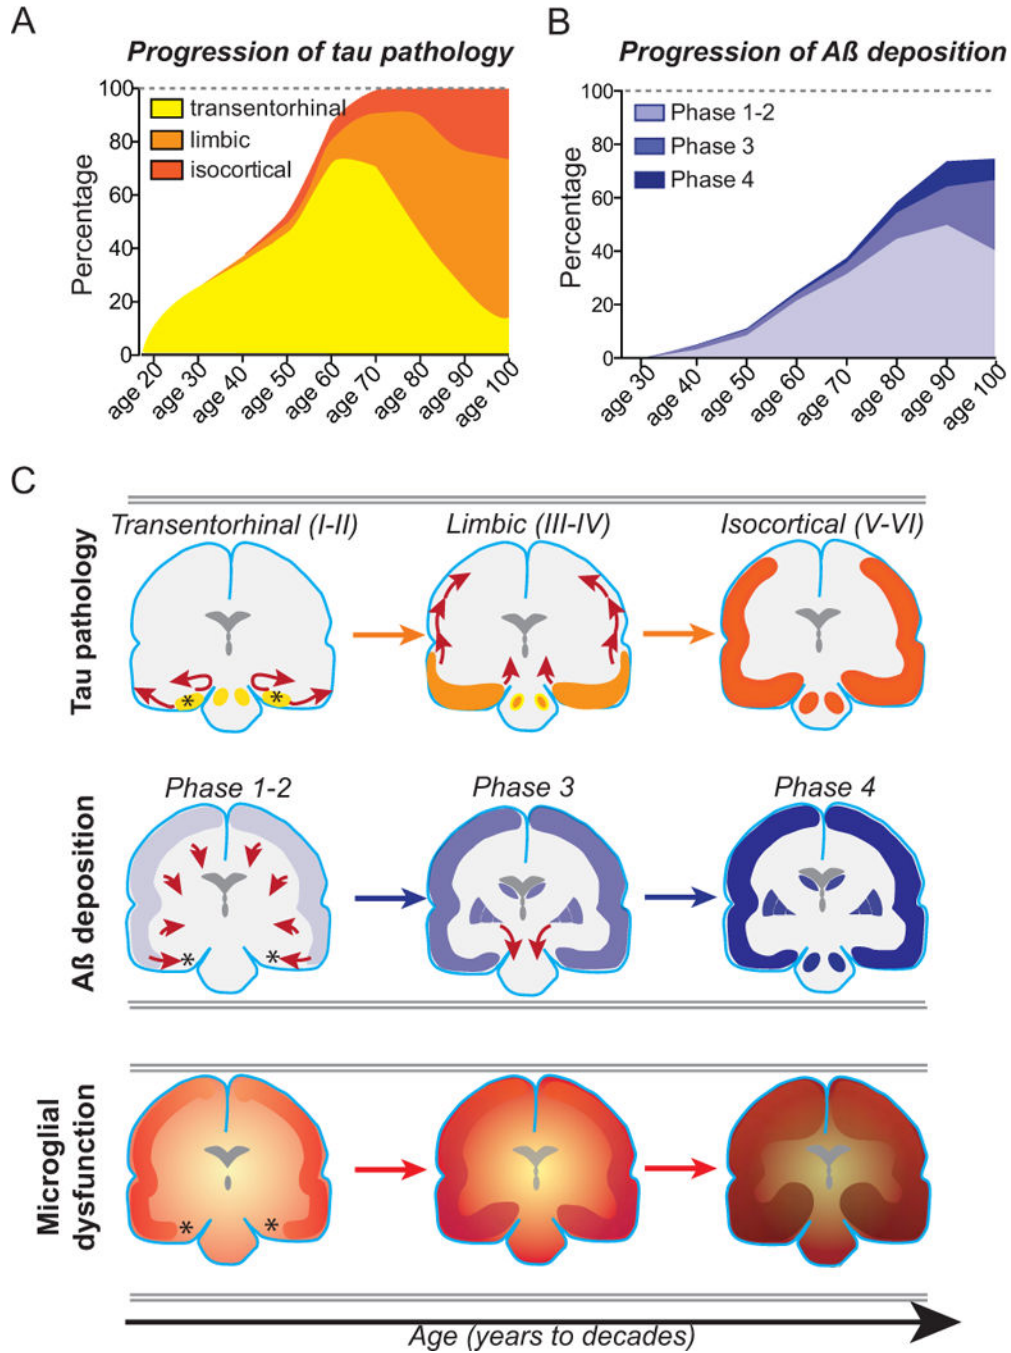 A
Progression of tau pathology
Percentage
100
80
60
40
20
0
transentorhinal
limbic
isocortical
age 20
age 30
age 40
age 50
age 60
age 70
age 80
age 90
age 100
B
Progression of Aß deposition
Percentage
100
80
60
40
20
0
Phase 1-2
Phase 3
Phase 4
age 30
age 40
age 50
age 60
age 70
age 80
age 90
age 100
C
Tau pathology
Transentorhinal (I-II)
Limbic (III-IV)
Isocortical (V-VI)
*
*
Aß deposition
Phase 1-2
Phase 3
Phase 4
*
*
Microglial
dysfunction
*
*
Age (years to decades)